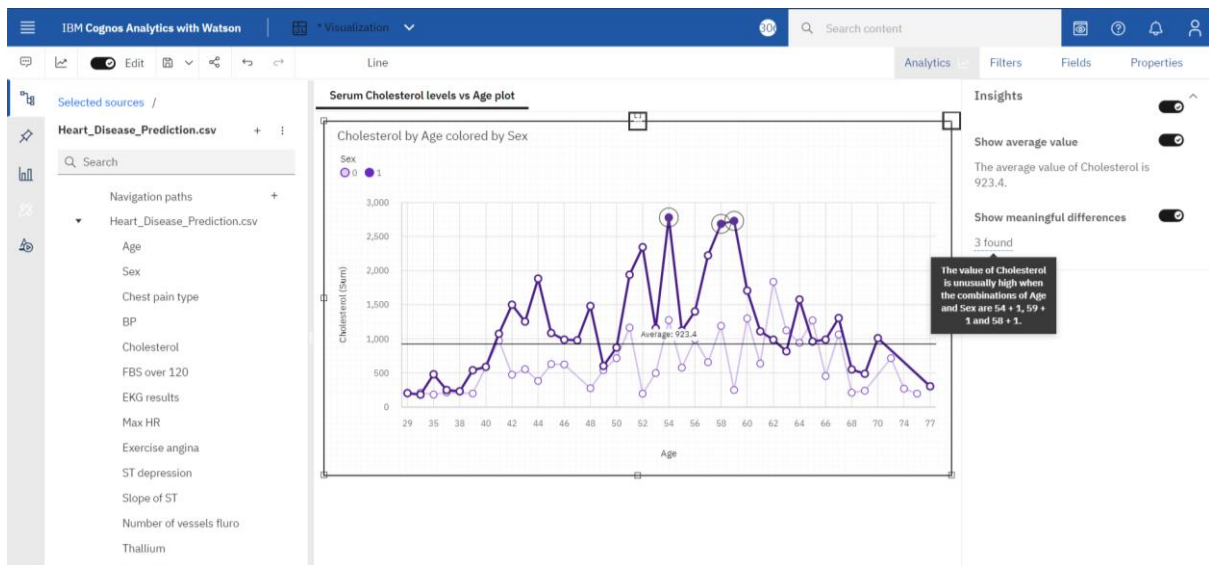 IBM Cognos Analytics with Watson
* Visualization
Search content
Edit
Line
Analytics
Filters
Fields
Properties
Selected sources /
Heart_Disease_Prediction.csv
Search
Navigation paths
Heart_Disease_Prediction.csv
Age
Sex
Chest pain type
BP
Cholesterol
FBS over 120
EKG results
Max HR
Exercise angina
ST depression
Slope of ST
Number of vessels fluro
Thallium
Serum Cholesterol levels vs Age plot
Cholesterol by Age colored by Sex
Sex
0 1
Cholesterol (Sum)
3,000
2,500
2,000
1,500
1,000
500
0
Average: 923.4
29 35 38 40 42 44 46 48 50 52 54 56 58 60 62 64 66 68 70 74 77
Age
Insights
Show average value
The average value of Cholesterol is
923.4.
Show meaningful differences
3 found
The value of Cholesterol
is unusually high when
the combinations of Age
and Sex are 54 + 1, 59 +
1 and 58 + 1.